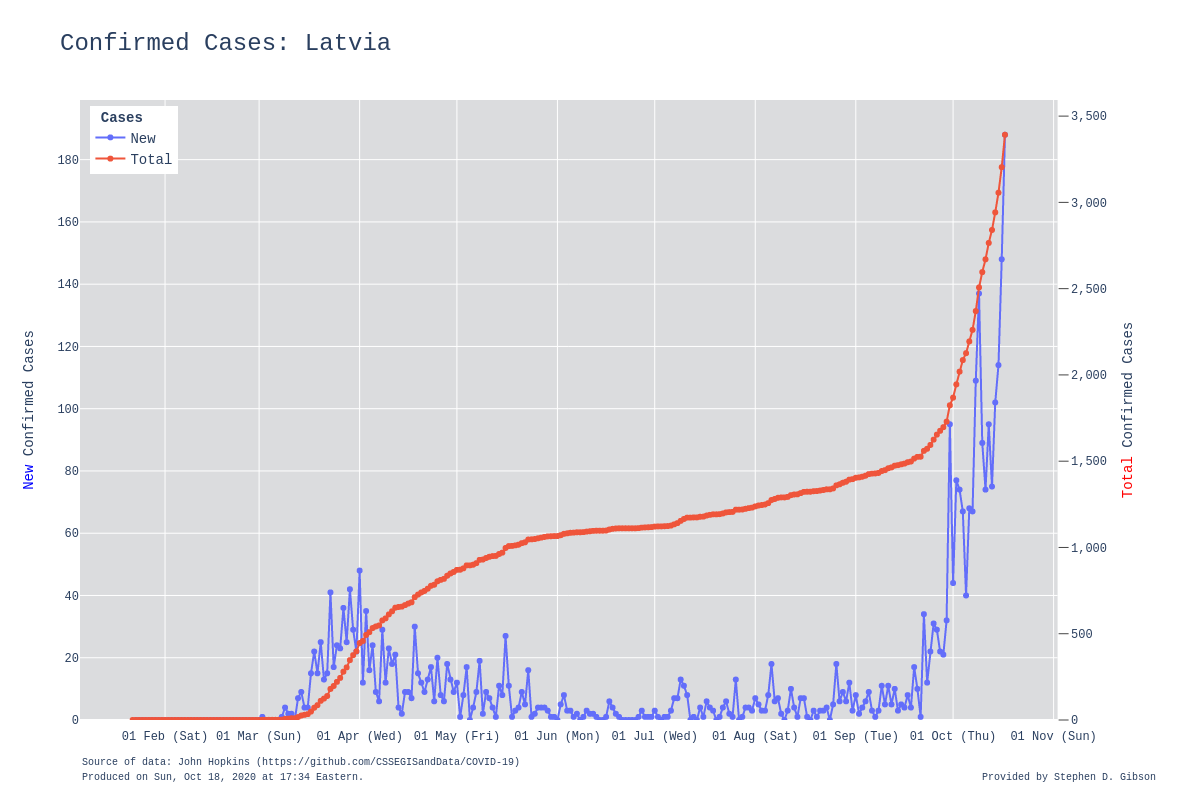 Confirmed Cases: Latvia
Cases
New
Total
180
160
140
120
100
80
60
40
20
0
3,500
3,000
2,500
2,000
1,500
1,000
500
0
New Confirmed Cases
Total Confirmed Cases
01 Feb (Sat) 01 Mar (Sun) 01 Apr (Wed) 01 May (Fri) 01 Jun (Mon) 01 Jul (Wed) 01 Aug (Sat) 01 Sep (Tue) 01 Oct (Thu) 01 Nov (Sun)
Source of data: John Hopkins (https://github.com/CSSEGISandData/COVID-19)
Produced on Sun, Oct 18, 2020 at 17:34 Eastern.
Provided by Stephen D. Gibson